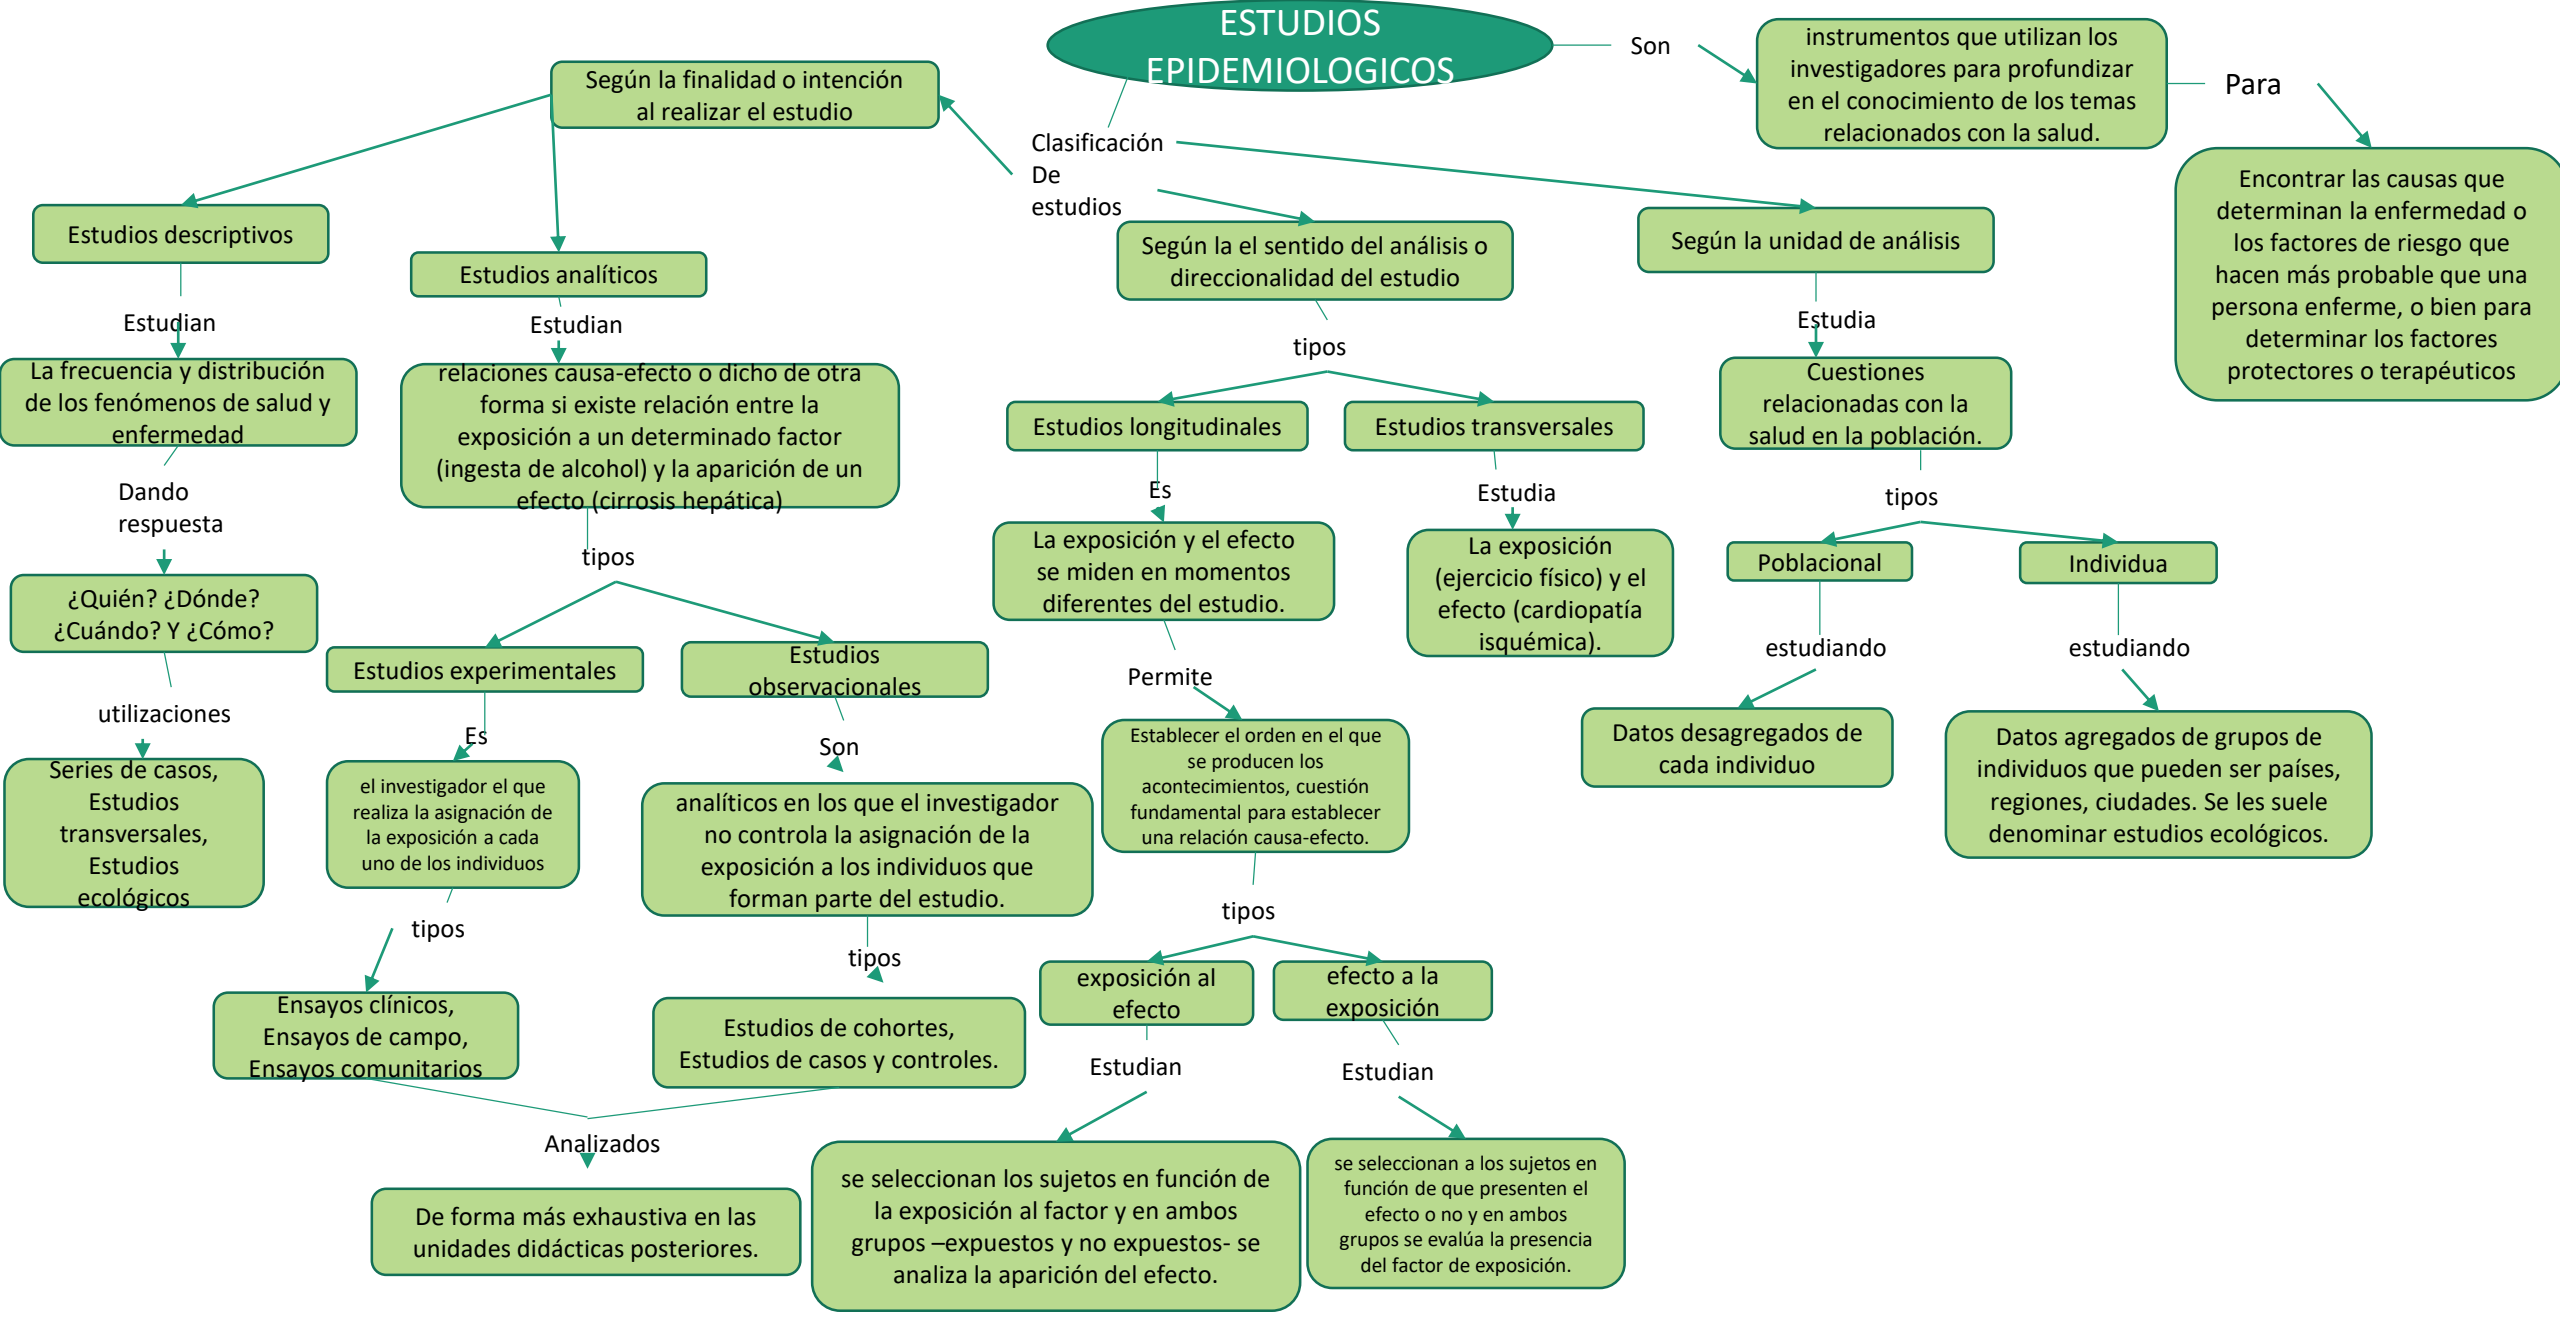 ESTUDIOS
EPIDEMIOLOGICOS
Son
instrumentos que utilizan los
investigadores para profundizar
en el conocimiento de los temas
relacionados con la salud.
Para
Encontrar las causas que
determinan la enfermedad o
los factores de riesgo que
hacen más probable que una
persona enferme, o bien para
determinar los factores
protectores o terapéuticos
Clasificación
De
estudios
Según la finalidad o intención
al realizar el estudio
Estudios descriptivos
Estudian
La frecuencia y distribución
de los fenómenos de salud y
enfermedad
Dando
respuesta
¿Quién? ¿Dónde?
¿Cuándo? Y ¿Cómo?
utilizaciones
Series de casos,
Estudios
transversales,
Estudios
ecológicos
Estudios analíticos
Estudian
relaciones causa-efecto o dicho de otra
forma si existe relación entre la
exposición a un determinado factor
(ingesta de alcohol) y la aparición de un
efecto (cirrosis hepática)
tipos
Estudios experimentales
Es
el investigador el que
realiza la asignación de
la exposición a cada
uno de los individuos
tipos
Ensayos clínicos,
Ensayos de campo,
Ensayos comunitarios
Estudios
observacionales
Son
analíticos en los que el investigador
no controla la asignación de la
exposición a los individuos que
forman parte del estudio.
tipos
Estudios de cohortes,
Estudios de casos y controles.
Analizados
De forma más exhaustiva en las
unidades didácticas posteriores.
Según la el sentido del análisis o
direccionalidad del estudio
tipos
Estudios longitudinales
Es
La exposición y el efecto
se miden en momentos
diferentes del estudio.
Permite
Establecer el orden en el que
se producen los
acontecimientos, cuestión
fundamental para establecer
una relación causa-efecto.
tipos
exposición al
efecto
Estudian
se seleccionan los sujetos en función de
la exposición al factor y en ambos
grupos –expuestos y no expuestos- se
analiza la aparición del efecto.
efecto a la
exposición
Estudian
se seleccionan a los sujetos en
función de que presenten el
efecto o no y en ambos
grupos se evalúa la presencia
del factor de exposición.
Estudios transversales
Estudia
La exposición
(ejercicio físico) y el
efecto (cardiopatía
isquémica).
Según la unidad de análisis
Estudia
Cuestiones
relacionadas con la
salud en la población.
tipos
Poblacional
estudiando
Datos desagregados de
cada individuo
Individua
estudiando
Datos agregados de grupos de
individuos que pueden ser países,
regiones, ciudades. Se les suele
denominar estudios ecológicos.